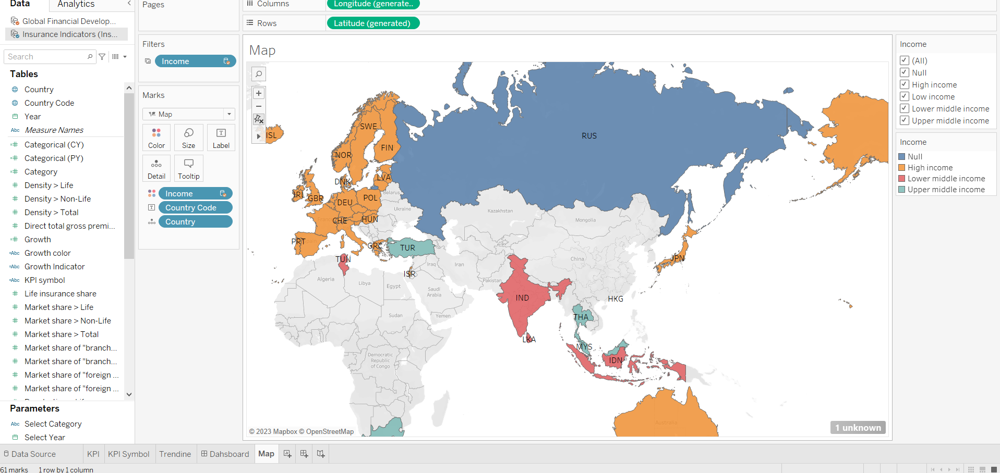 Data
Analytics
Global Financial Develop...
Insurance Indicators (Ins...
Search
Tables
Country
Country Code
Year
Abc Measure Names
Categorical (CY)
Categorical (PY)
Category
Density > Life
Density > Non-Life
Density > Total
Direct total gross premi...
Growth
Abc Growth color
Abc Growth Indicator
Abc KPI symbol
Life insurance share
Market share > Life
Market share > Non-Life
Market share > Total
Market share of "branch...
Market share of "branch...
Market share of "foreign ...
Market share of "foreign ...
Parameters
Abc Select Category
Select Year
Pages
Filters
Income
Marks
Map
Color
Size
Label
Detail
Tooltip
Income
Country Code
Country
Columns
Longitude (generate..
Rows
Latitude (generated)
Map
ISL
SWE
FIN
NOR
RUS
LVA
DNK
IRL
GBR
DEU
POL
Belarus
Ukraine
CHE
HUN
Kazakhstan
Mongolia
PRT
GRC
TUR
TUN
ISR
Iraq
Iran
China
JPN
Algeria
Libya
Egypt
Pakistan
Saudi
Arabia
IND
HKG
Sudan
Yemen
THA
LKA
MYS
IDN
Democratic
Republic
of Congo
Australia
© 2023 Mapbox © OpenStreetMap
1 unknown
Income
(All)
Null
High income
Low income
Lower middle income
Upper middle income
Income
Null
High income
Lower middle income
Upper middle income
Data Source
KPI
KPI Symbol
Trendine
Dahsboard
Map
61 marks
1 row by 1 column